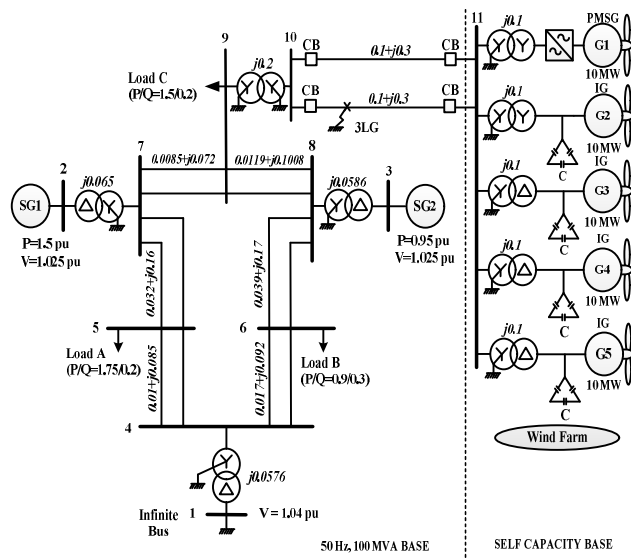 9
10
11
CB
0.1+j0.3
CB
j0.1
PMSG
G1
10 MW
j0.2
Load C
(P/Q=1.5/0.2)
CB
0.1+j0.3
CB
3LG
j0.1
IG
G2
10 MW
C
7
0.0085+j0.072
0.0119+j0.1008
8
2
j0.065
SG1
P=1.5 pu
V=1.025 pu
j0.0586
3
SG2
P=0.95 pu
V=1.025 pu
j0.1
IG
G3
10 MW
C
0.032+j0.16
0.039+j0.17
j0.1
IG
G4
10 MW
C
5
6
Load A
(P/Q=1.75/0.2)
0.01+j0.085
0.017+j0.092
Load B
(P/Q=0.9/0.3)
j0.1
IG
G5
10 MW
C
4
j0.0576
Wind Farm
Infinite
Bus
1
V = 1.04 pu
50 Hz, 100 MVA BASE
SELF CAPACITY BASE